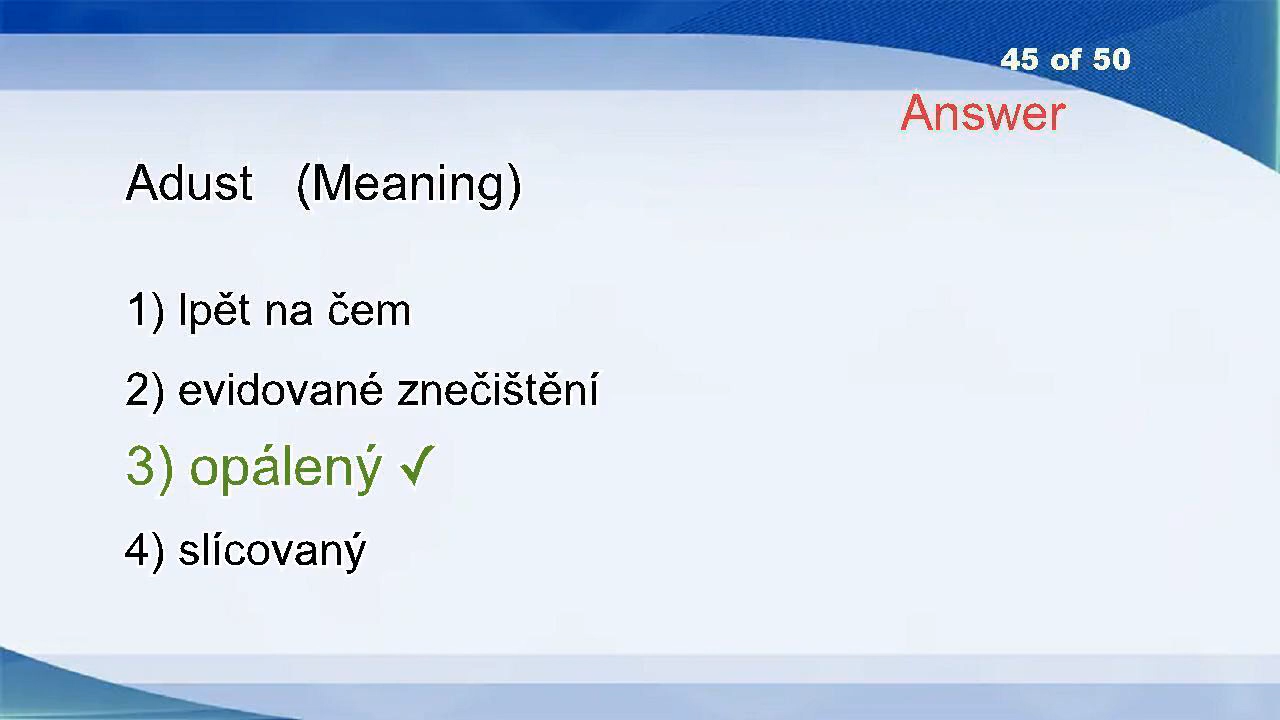 45 of 50
Answer
Adust (Meaning)
1) lpět na čem
2) evidované znečištění
3) opálený ✓
4) slícovaný